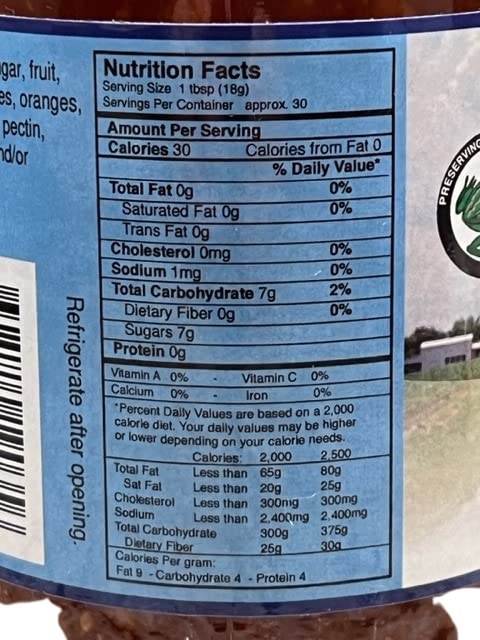 gar, fruit,
es, oranges,
pectin,
nd/or
Refrigerate after opening.
Nutrition Facts
Serving Size 1 tbsp (18g)
Servings Per Container approx. 30
Amount Per Serving
Calories 30 Calories from Fat 0
% Daily Value*
Total Fat 0g 0%
Saturated Fat 0g 0%
Trans Fat 0g
Cholesterol 0mg 0%
Sodium 1mg 0%
Total Carbohydrate 7g 2%
Dietary Fiber 0g 0%
Sugars 7g
Protein 0g
Vitamin A 0% · Vitamin C 0%
Calcium 0% · Iron 0%
*Percent Daily Values are based on a 2,000
calorie diet. Your daily values may be higher
or lower depending on your calorie needs.
Calories: 2,000 2,500
Total Fat Less than 65g 80g
Sat Fat Less than 20g 25g
Cholesterol Less than 300mg 300mg
Sodium Less than 2,400mg 2,400mg
Total Carbohydrate 300g 375g
Dietary Fiber 25g 30g
Calories Per gram:
Fat 9 - Carbohydrate 4 - Protein 4
PRESERVING